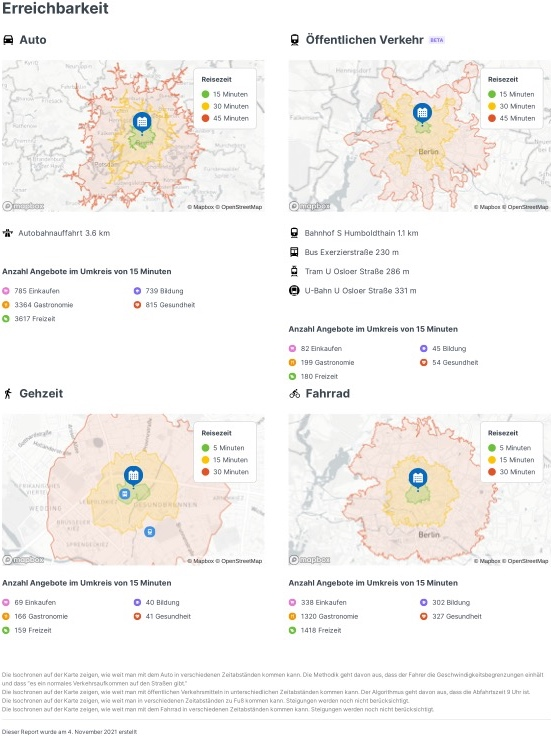 Erreichbarkeit
Auto
Reisezeit
15 Minuten
30 Minuten
45 Minuten
mapbox
© Mapbox © OpenStreetMap
Autobahnauffahrt 3.6 km
Anzahl Angebote im Umkreis von 15 Minuten
785 Einkaufen
739 Bildung
3364 Gastronomie
815 Gesundheit
3617 Freizeit
Öffentlichen Verkehr BETA
Reisezeit
15 Minuten
30 Minuten
45 Minuten
Berlin
mapbox
© Mapbox © OpenStreetMap
Bahnhof S Humboldthain 1.1 km
Bus Exerzierstraße 230 m
Tram U Osloer Straße 286 m
U-Bahn U Osloer Straße 331 m
Anzahl Angebote im Umkreis von 15 Minuten
82 Einkaufen
45 Bildung
199 Gastronomie
54 Gesundheit
180 Freizeit
Gehzeit
Reisezeit
5 Minuten
15 Minuten
30 Minuten
AFRIKANISCHES
VIERTEL
WEDDING
GESUNDBRUNNEN
BRÜSSELER
KIEZ
SPRENGELKIEZ
mapbox
© Mapbox © OpenStreetMap
Anzahl Angebote im Umkreis von 15 Minuten
69 Einkaufen
40 Bildung
166 Gastronomie
41 Gesundheit
159 Freizeit
Fahrrad
Reisezeit
5 Minuten
15 Minuten
30 Minuten
Berlin
mapbox
© Mapbox © OpenStreetMap
Anzahl Angebote im Umkreis von 15 Minuten
338 Einkaufen
302 Bildung
1320 Gastronomie
327 Gesundheit
1418 Freizeit
Die Isochronen auf der Karte zeigen, wie weit man mit dem Auto in verschiedenen Zeitabständen kommen kann. Die Methodik geht davon aus, dass der Fahrer die Geschwindigkeitsbegrenzungen einhält
und dass "es ein normales Verkehrsaufkommen auf den Straßen gibt."
Die Isochronen auf der Karte zeigen, wie weit man mit öffentlichen Verkehrsmitteln in unterschiedlichen Zeitabständen kommen kann. Der Algorithmus geht davon aus, dass die Abfahrtszeit 8 Uhr ist.
Die Isochronen auf der Karte zeigen, wie weit man in verschiedenen Zeitabständen zu Fuß kommen kann. Steigungen werden noch nicht berücksichtigt.
Die Isochronen auf der Karte zeigen, wie weit man mit dem Fahrrad in verschiedenen Zeitabständen kommen kann. Steigungen werden noch nicht berücksichtigt.
Dieser Report wurde am 4. November 2021 erstellt